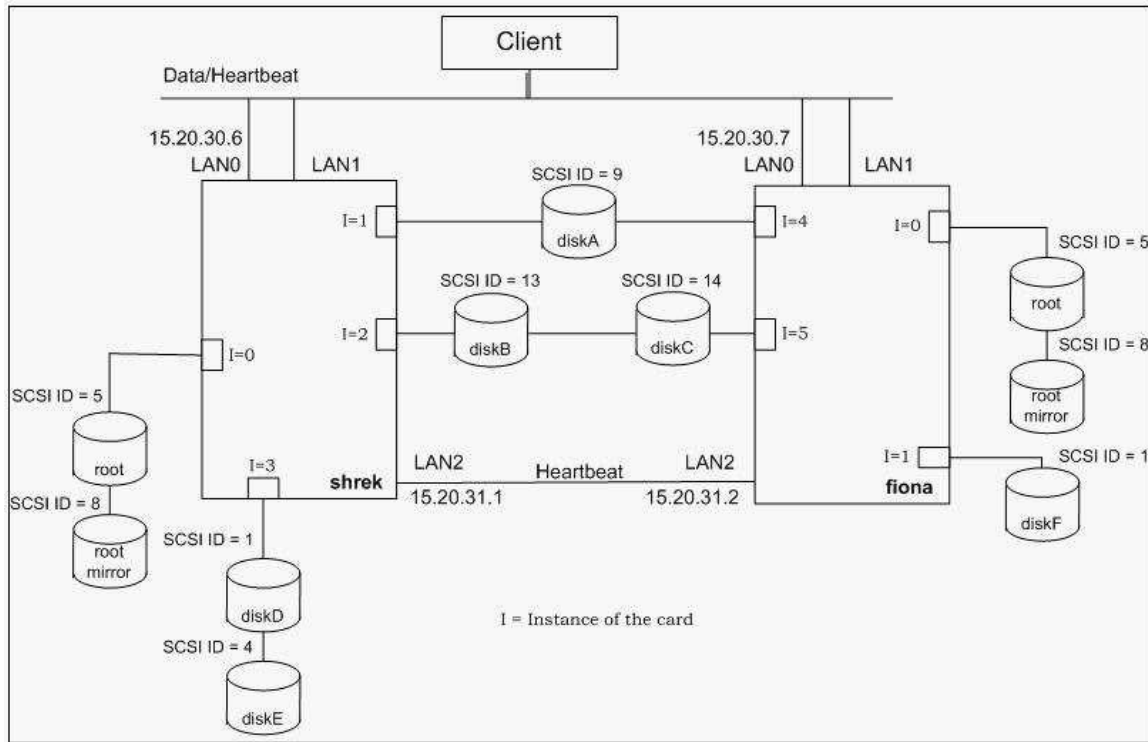 Client
Data/Heartbeat
15.20.30.6
LAN0
LAN1
15.20.30.7
LAN0
LAN1
SCSI ID = 9
I=1
diskA
I=4
I=0
SCSI ID = 5
root
SCSI ID = 13
SCSI ID = 14
I=2
diskB
diskC
I=5
I=0
SCSI ID = 8
root
mirror
SCSI ID = 5
root
I=3
shrek
LAN2
Heartbeat
LAN2
15.20.31.1
15.20.31.2
I=1
fiona
SCSI ID = 1
diskF
SCSI ID = 8
root
mirror
SCSI ID = 1
diskD
I = Instance of the card
SCSI ID = 4
diskE